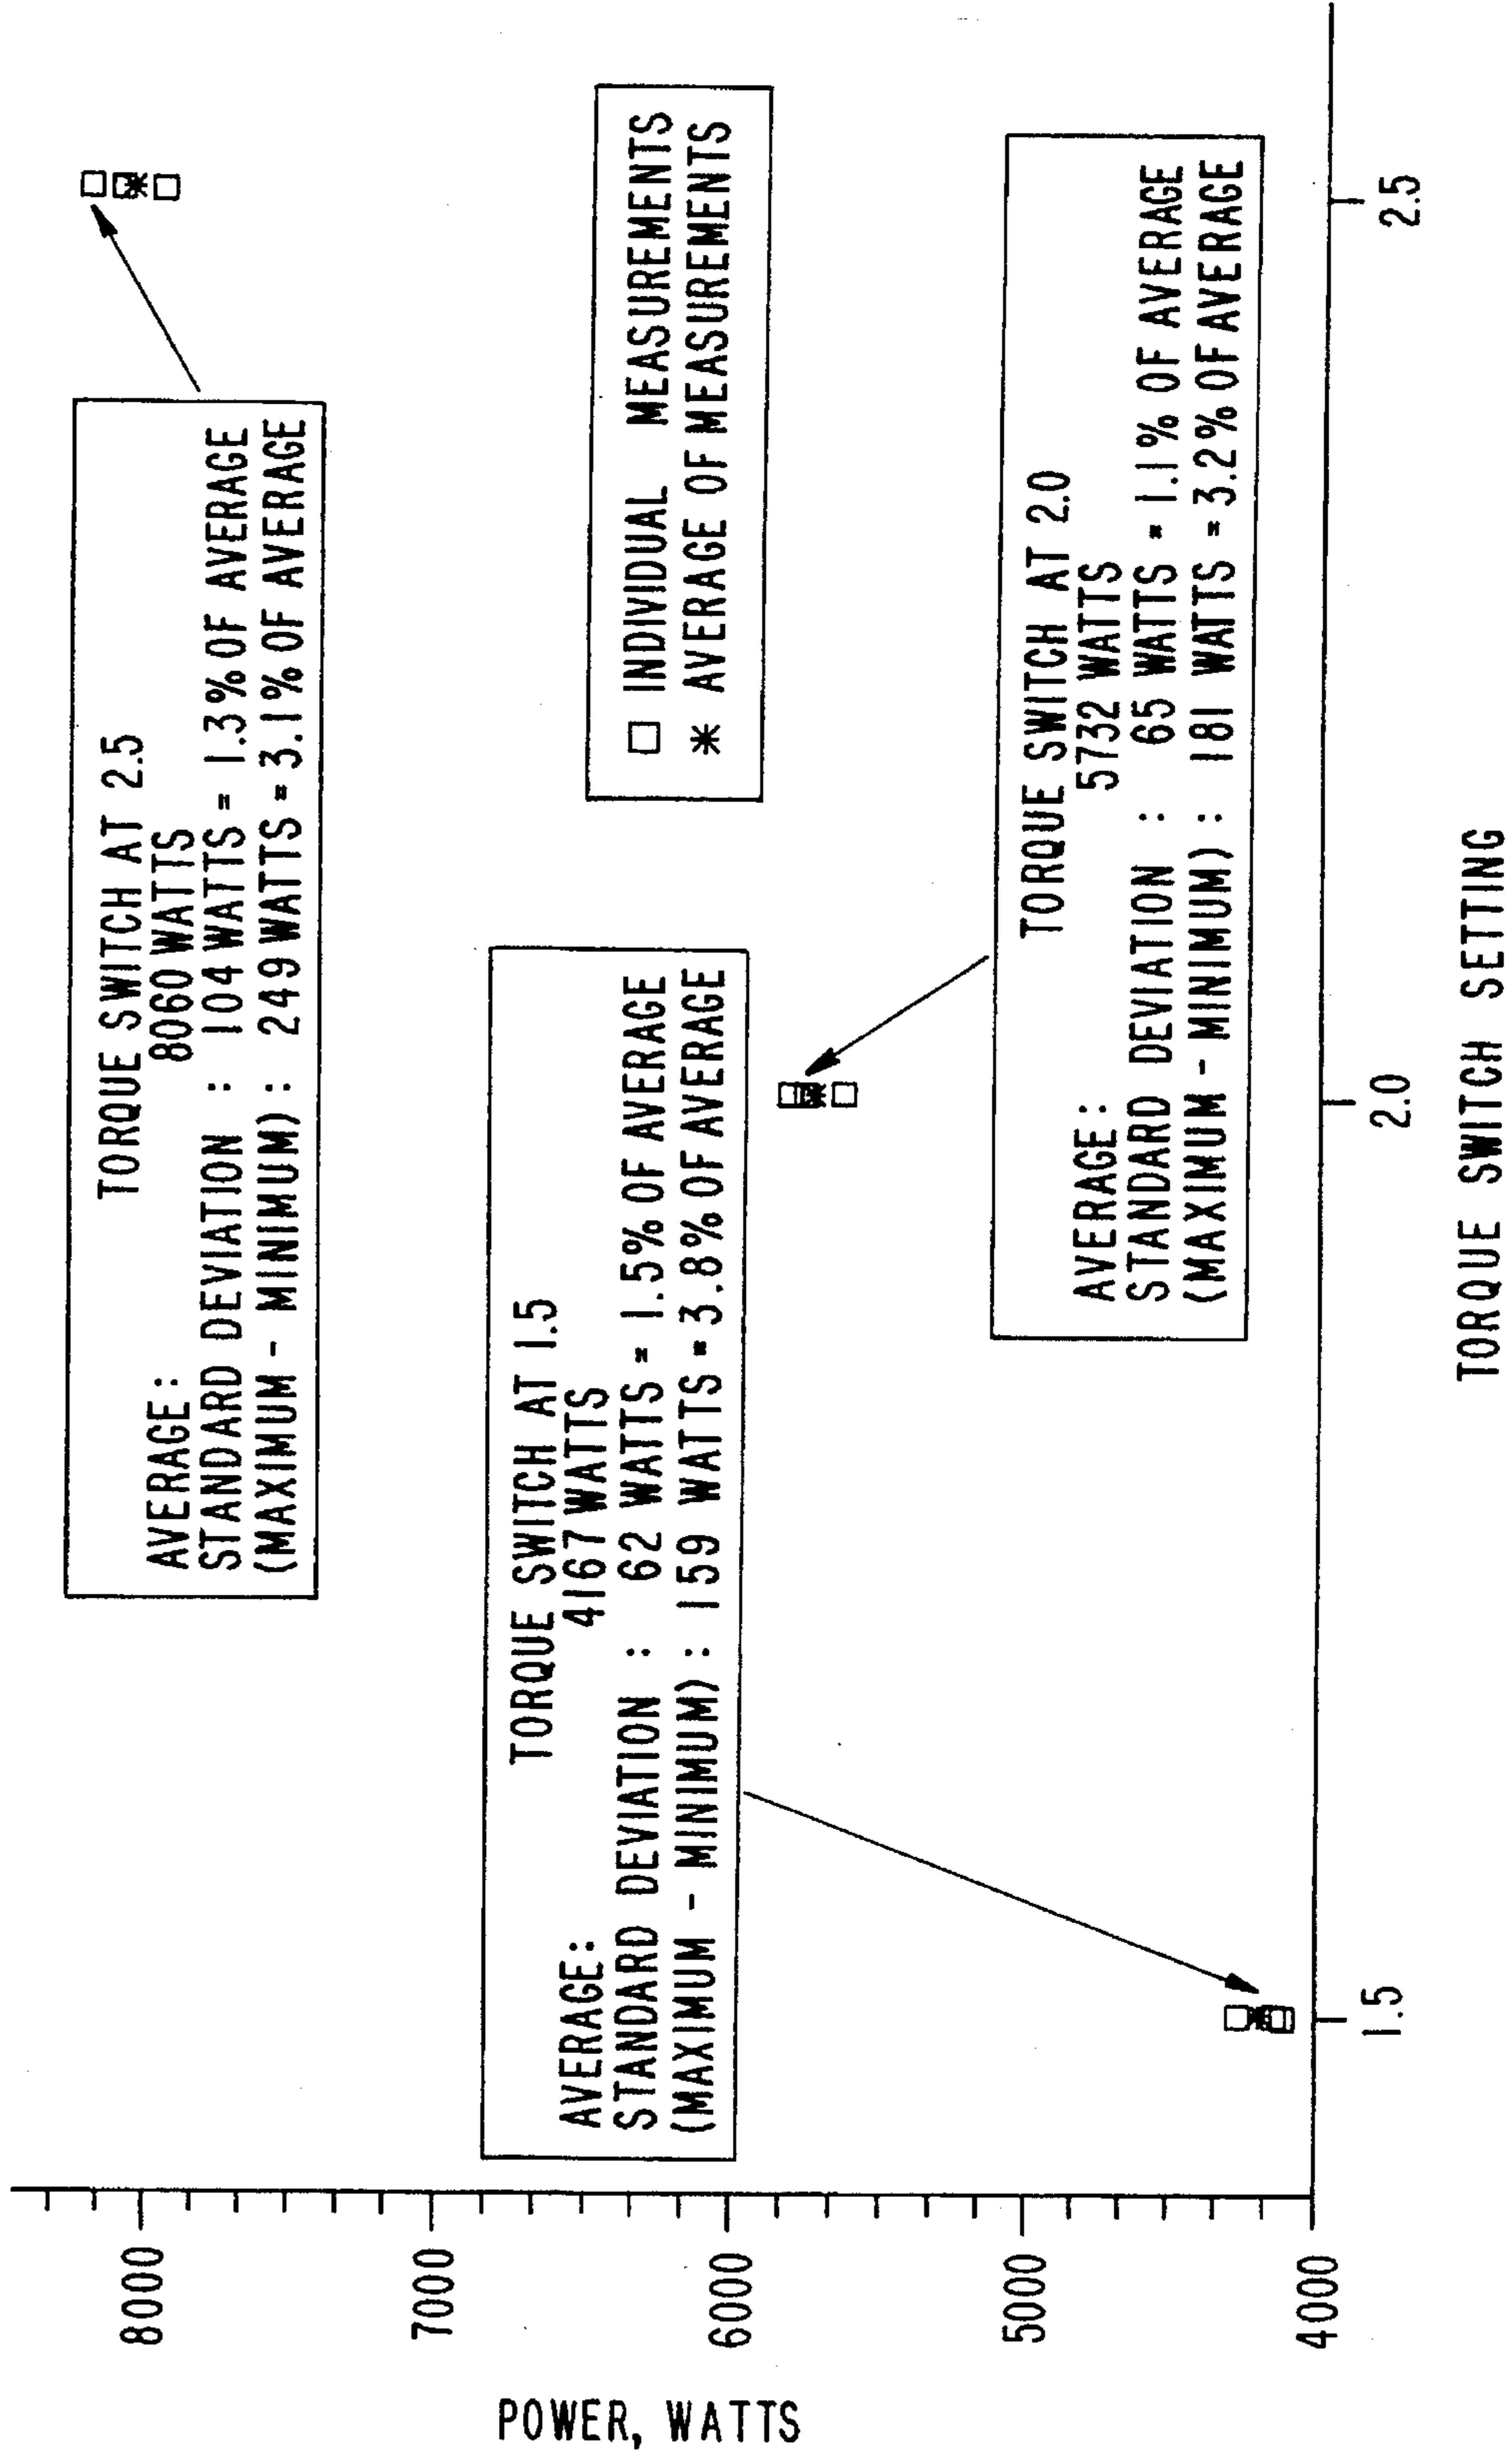 8000
7000
6000
5000
4000
POWER, WATTS
TORQUE SWITCH AT 2.5
AVERAGE: 8060 WATTS
STANDARD DEVIATION : 104 WATTS = 1.3% OF AVERAGE
(MAXIMUM - MINIMUM) : 249 WATTS = 3.1% OF AVERAGE
TORQUE SWITCH AT 1.5
AVERAGE: 4167 WATTS
STANDARD DEVIATION : 62 WATTS = 1.5% OF AVERAGE
(MAXIMUM - MINIMUM) : 159 WATTS = 3.8% OF AVERAGE
INDIVIDUAL MEASUREMENTS
AVERAGE OF MEASUREMENTS
TORQUE SWITCH AT 2.0
AVERAGE: 5732 WATTS
STANDARD DEVIATION : 65 WATTS = 1.1% OF AVERAGE
(MAXIMUM - MINIMUM) : 181 WATTS = 3.2% OF AVERAGE
1.5
2.0
2.5
TORQUE SWITCH SETTING